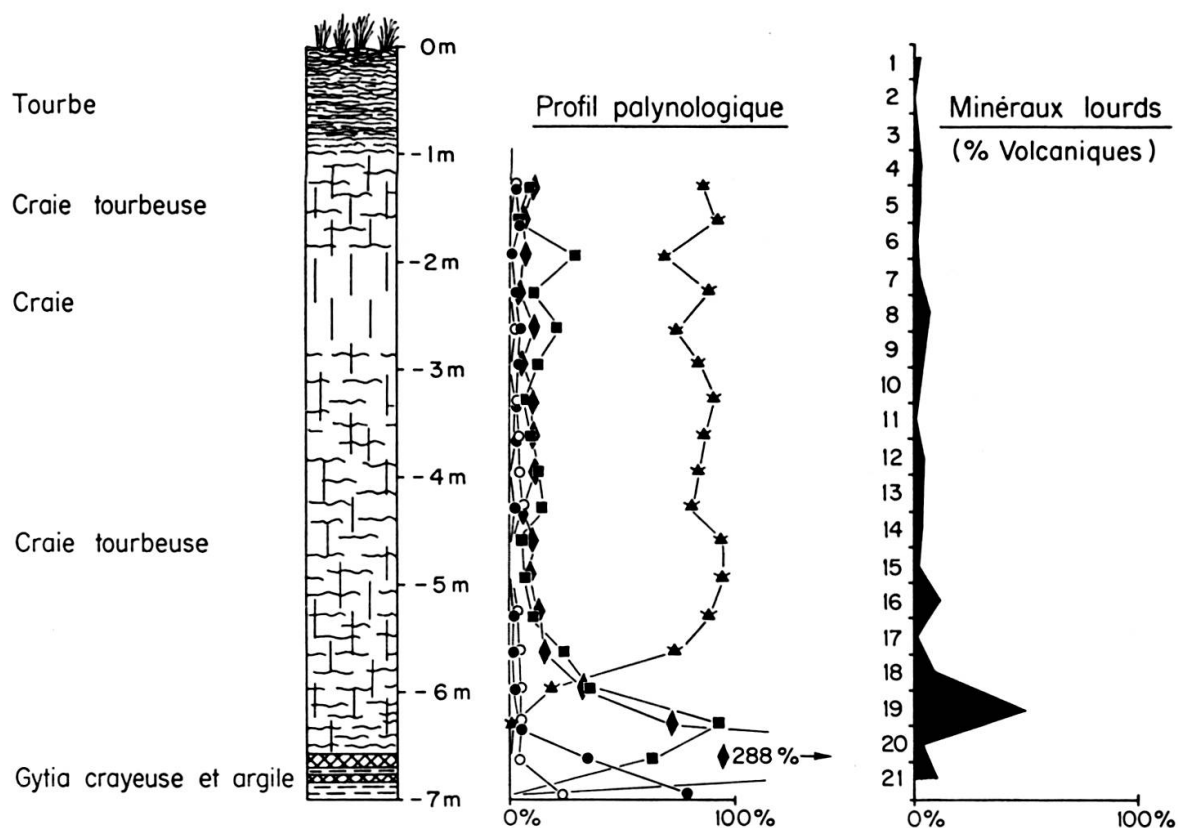 Tourbe
Craie tourbeuse
Craie
Craie tourbeuse
Gytia crayeuse et argile
0m
-1m
-2m
-3m
-4m
-5m
-6m
-7m
Profil palynologique
288 %
0%
100%
1
2
3
4
5
6
7
8
9
10
11
12
13
14
15
16
17
18
19
20
21
Minéraux lourds
(% Volcaniques)
0%
100%